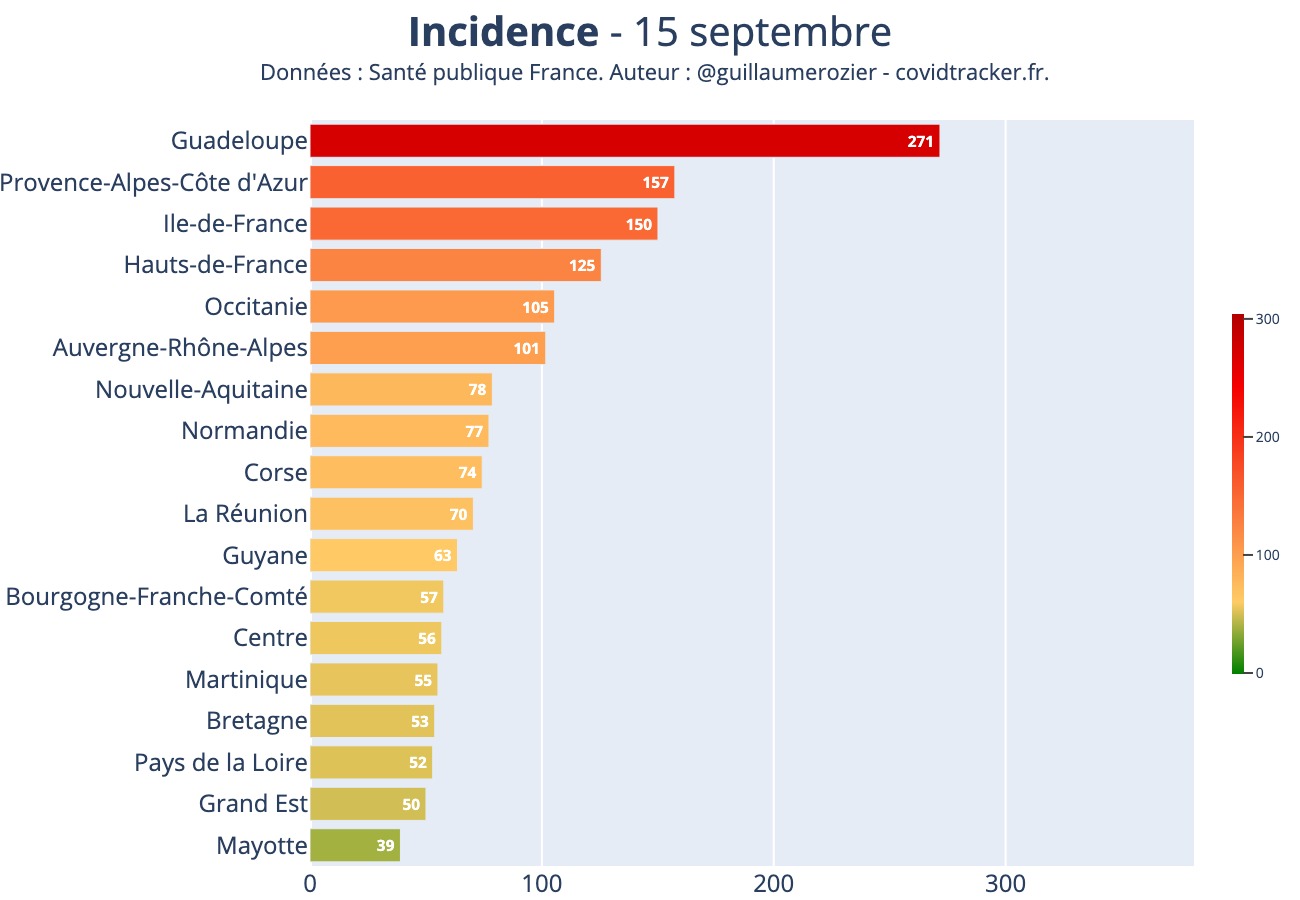 Incidence - 15 septembre
Données : Santé publique France. Auteur : @guillaumerozier - covidtracker.fr.
Guadeloupe 271
Provence-Alpes-Côte d'Azur 157
Ile-de-France 150
Hauts-de-France 125
Occitanie 105
Auvergne-Rhône-Alpes 101
Nouvelle-Aquitaine 78
Normandie 77
Corse 74
La Réunion 70
Guyane 63
Bourgogne-Franche-Comté 57
Centre 56
Martinique 55
Bretagne 53
Pays de la Loire 52
Grand Est 50
Mayotte 39
0 100 200 300
300
200
100
0